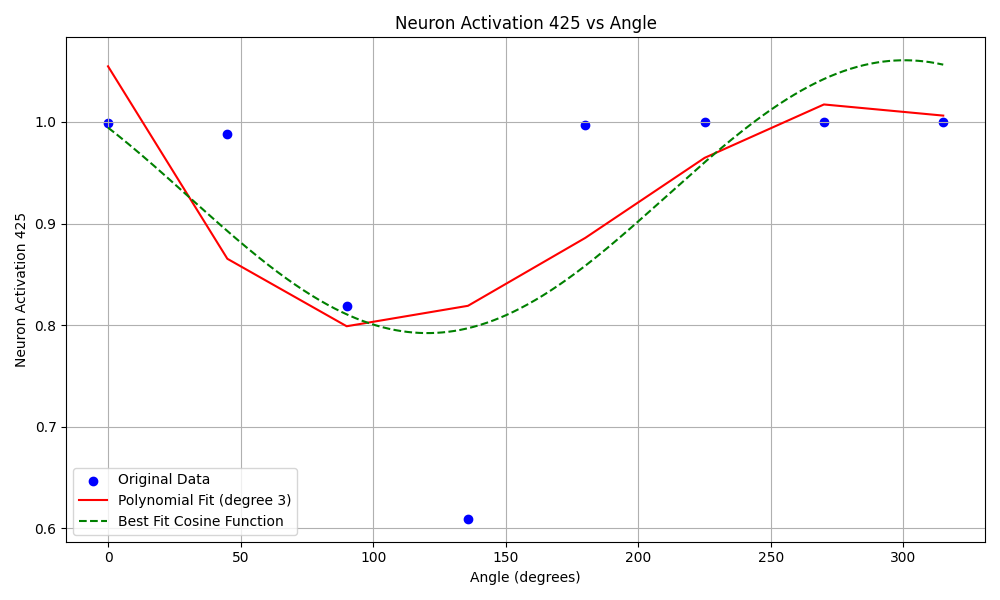 Neuron Activation 425 vs Angle
Neuron Activation 425
1.0
0.9
0.8
0.7
0.6
Original Data
Polynomial Fit (degree 3)
Best Fit Cosine Function
0 50 100 150 200 250 300
Angle (degrees)